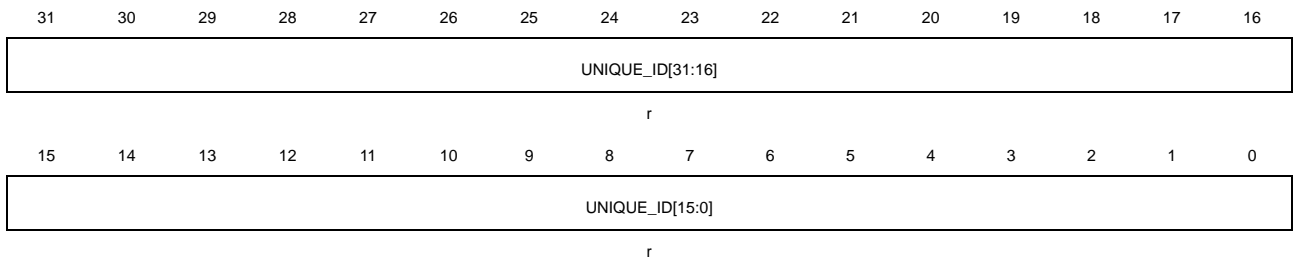 31 30 29 28 27 26 25 24 23 22 21 20 19 18 17 16
UNIQUE_ID[31:16]
r
15 14 13 12 11 10 9 8 7 6 5 4 3 2 1 0
UNIQUE_ID[15:0]
r